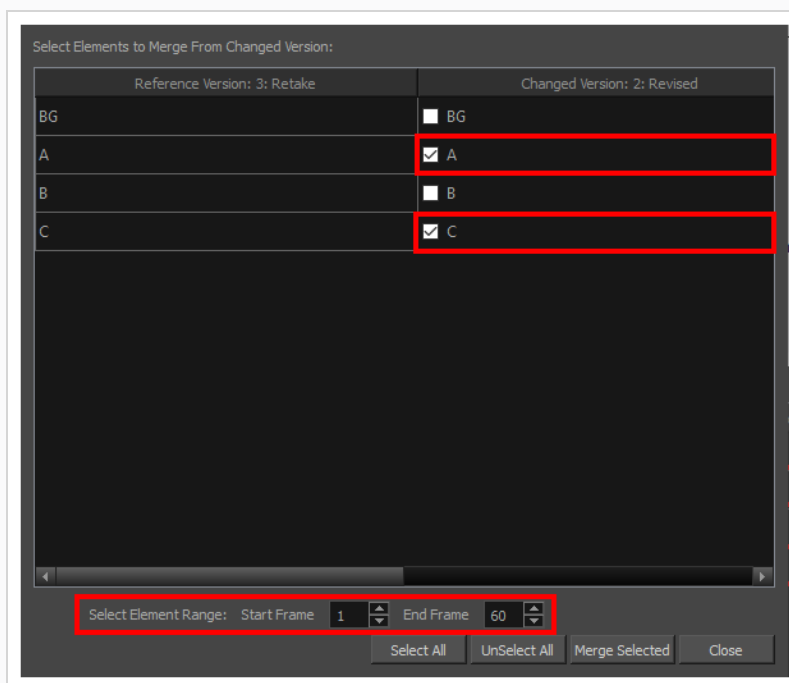 Select Elements to Merge From Changed Version:
Reference Version: 3: Retake Changed Version: 2: Revised
BG BG
A A
B B
C C
Select Element Range: Start Frame 1 End Frame 60
Select All UnSelect All Merge Selected Close